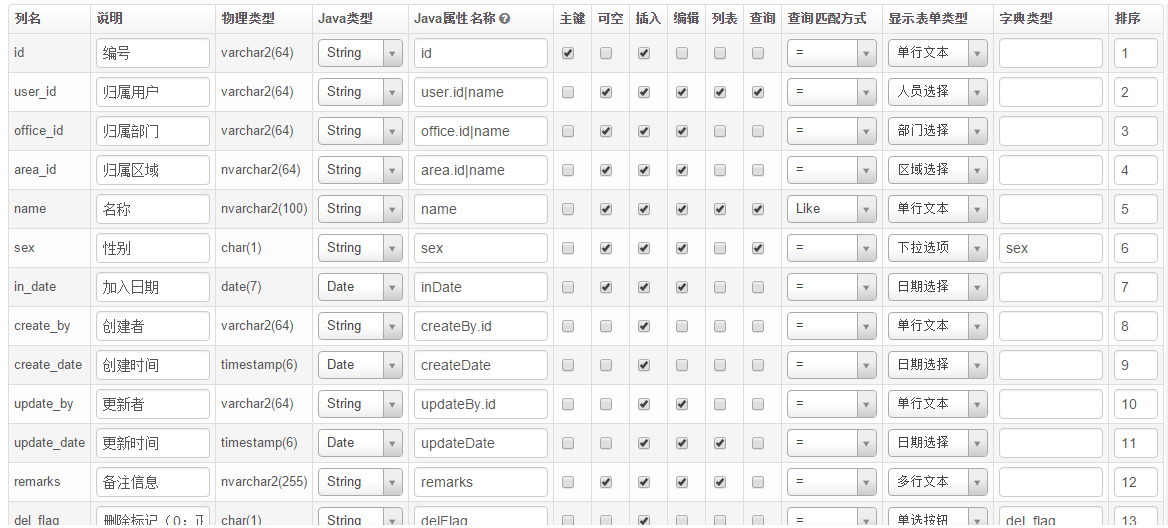 列名 说明 物理类型 Java类型 Java属性名称 主键 可空 插入 编辑 列表 查询 查询匹配方式 显示表单类型 字典类型 排序
id 编号 varchar2(64) String id = 单行文本 1
user_id 归属用户 varchar2(64) String user.id|name = 人员选择 2
office_id 归属部门 varchar2(64) String office.id|name = 部门选择 3
area_id 归属区域 nvarchar2(64) String area.id|name = 区域选择 4
name 名称 nvarchar2(100) String name Like 单行文本 5
sex 性别 char(1) String sex = 下拉选项 sex 6
in_date 加入日期 date(7) Date inDate = 日期选择 7
create_by 创建者 varchar2(64) String createBy.id = 单行文本 8
create_date 创建时间 timestamp(6) Date createDate = 日期选择 9
update_by 更新者 varchar2(64) String updateBy.id = 单行文本 10
update_date 更新时间 timestamp(6) Date updateDate = 日期选择 11
remarks 备注信息 nvarchar2(255) String remarks = 多行文本 12
del_flag 删除标记（0：正 char(1) String delFlag = 单选按钮 del_flag 13